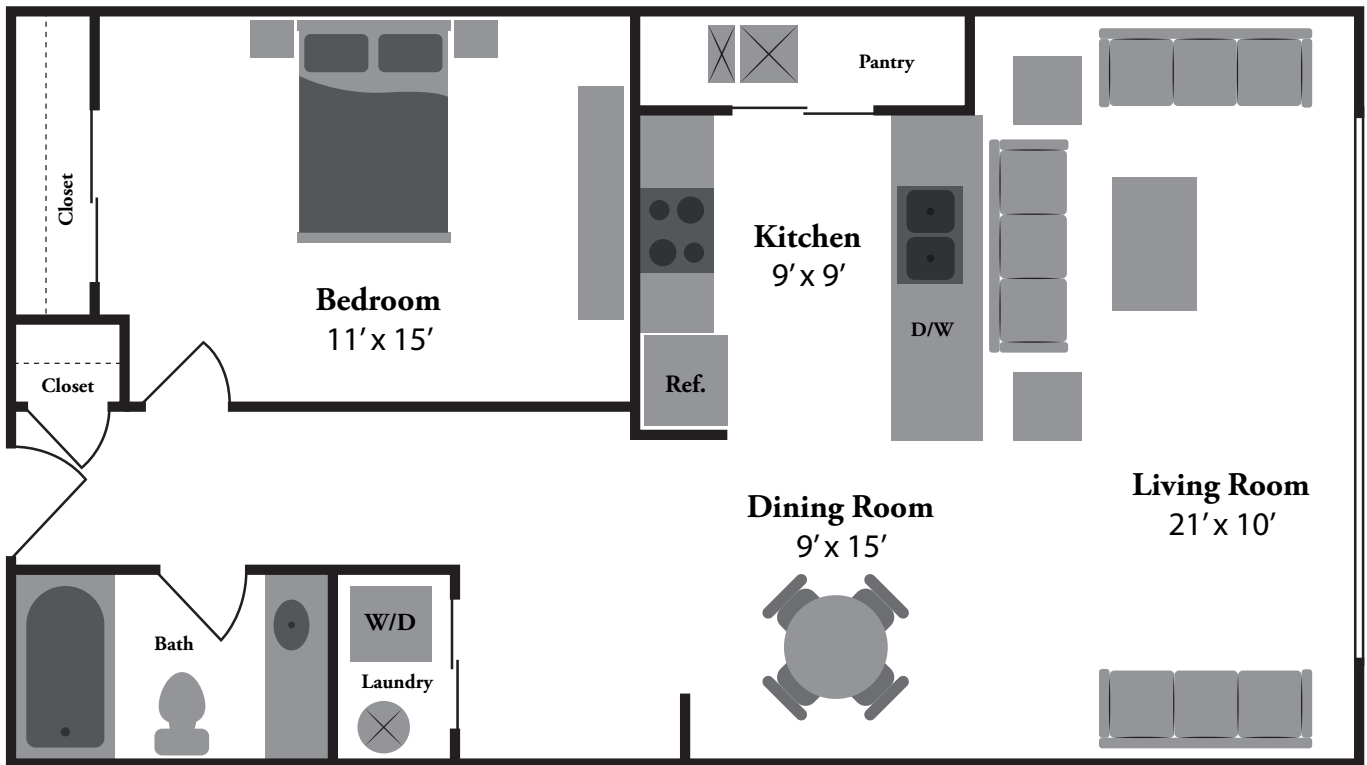 Pantry
Closet
Kitchen
9’ x 9’
Bedroom
11’ x 15’
D/W
Closet
Ref.
Living Room
21’ x 10’
Dining Room
9’ x 15’
W/D
Bath
Laundry